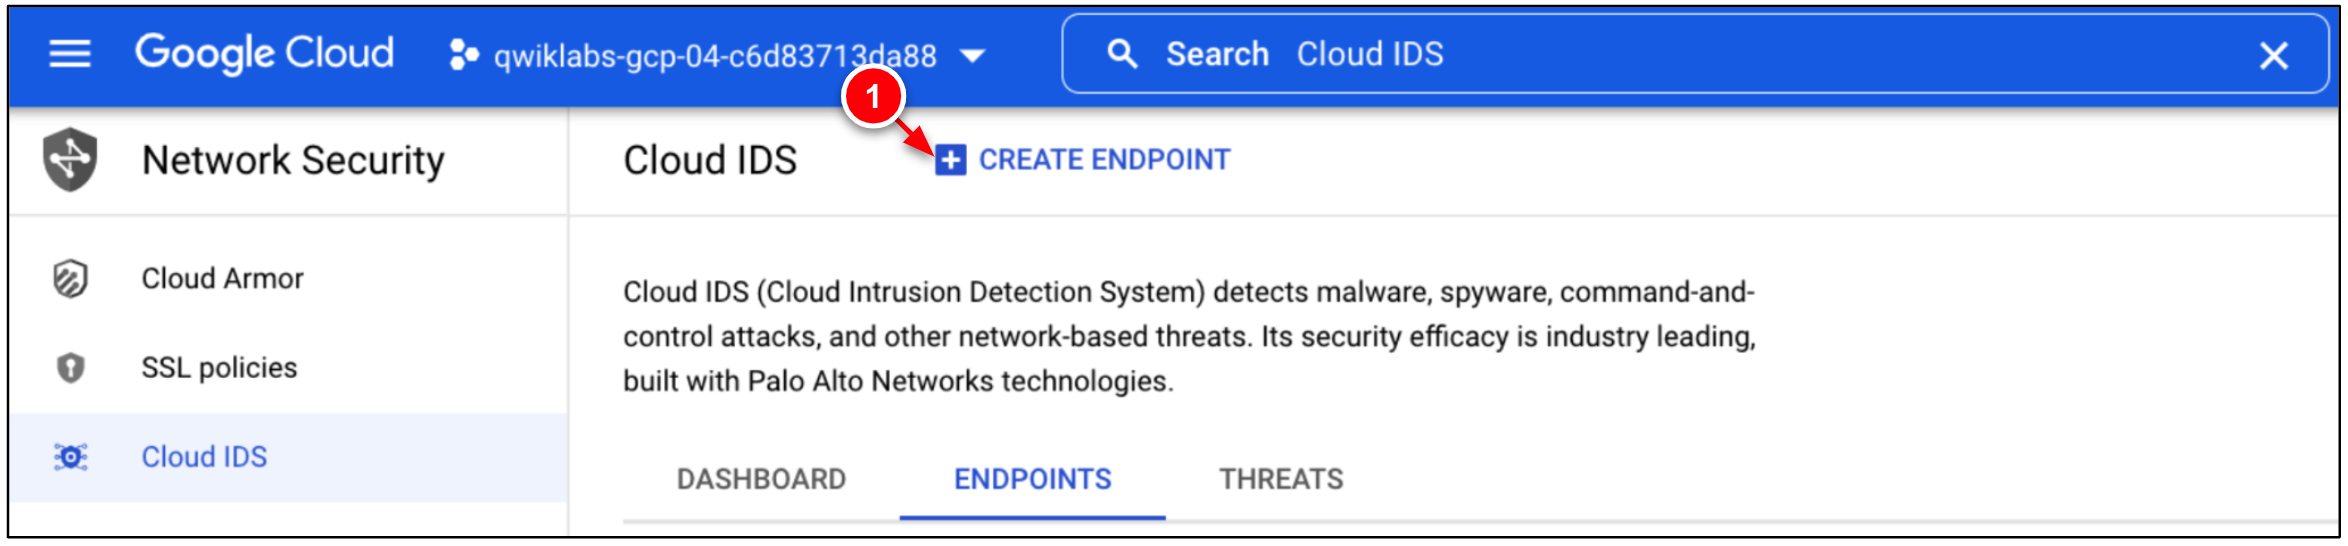 Google Cloud
qwiklabs-gcp-04-c6d83713da88
Search Cloud IDS
1
Network Security
Cloud IDS
CREATE ENDPOINT
Cloud Armor
SSL policies
Cloud IDS
Cloud IDS (Cloud Intrusion Detection System) detects malware, spyware, command-and-
control attacks, and other network-based threats. Its security efficacy is industry leading,
built with Palo Alto Networks technologies.
DASHBOARD
ENDPOINTS
THREATS